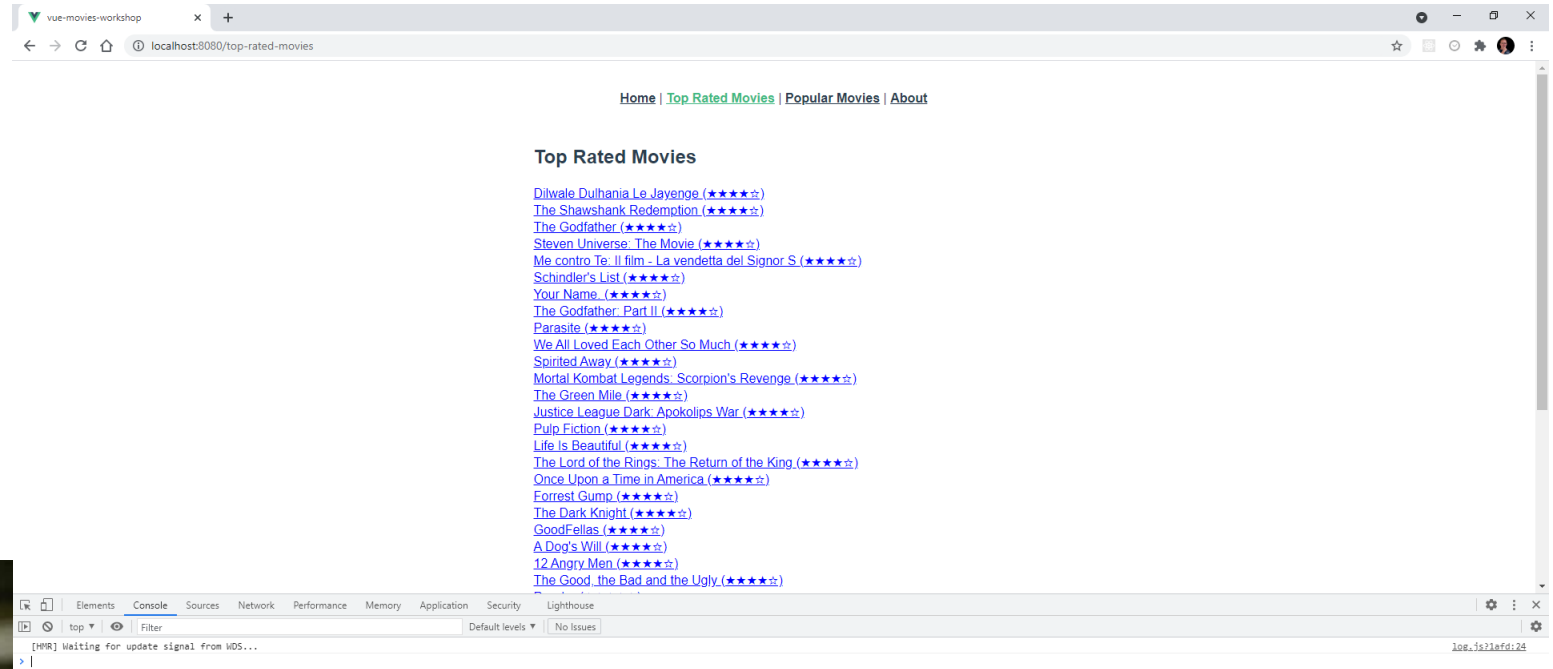 vue-movies-workshop
localhost:8080/top-rated-movies
Home | Top Rated Movies | Popular Movies | About
Top Rated Movies
Dilwale Dulhania Le Jayenge (★★★★☆)
The Shawshank Redemption (★★★★☆)
The Godfather (★★★★☆)
Steven Universe: The Movie (★★★★☆)
Me contro Te: Il film - La vendetta del Signor S (★★★★☆)
Schindler's List (★★★★☆)
Your Name. (★★★★☆)
The Godfather: Part II (★★★★☆)
Parasite (★★★★☆)
We All Loved Each Other So Much (★★★★☆)
Spirited Away (★★★★☆)
Mortal Kombat Legends: Scorpion's Revenge (★★★★☆)
The Green Mile (★★★★☆)
Justice League Dark: Apokolips War (★★★★☆)
Pulp Fiction (★★★★☆)
Life Is Beautiful (★★★★☆)
The Lord of the Rings: The Return of the King (★★★★☆)
Once Upon a Time in America (★★★★☆)
Forrest Gump (★★★★☆)
The Dark Knight (★★★★☆)
GoodFellas (★★★★☆)
A Dog's Will (★★★★☆)
12 Angry Men (★★★★☆)
The Good, the Bad and the Ugly (★★★★☆)
Elements Console Sources Network Performance Memory Application Security Lighthouse
top ▼ Filter Default levels ▼ No Issues
[HMR] Waiting for update signal from WDS... log.js?1afd:24